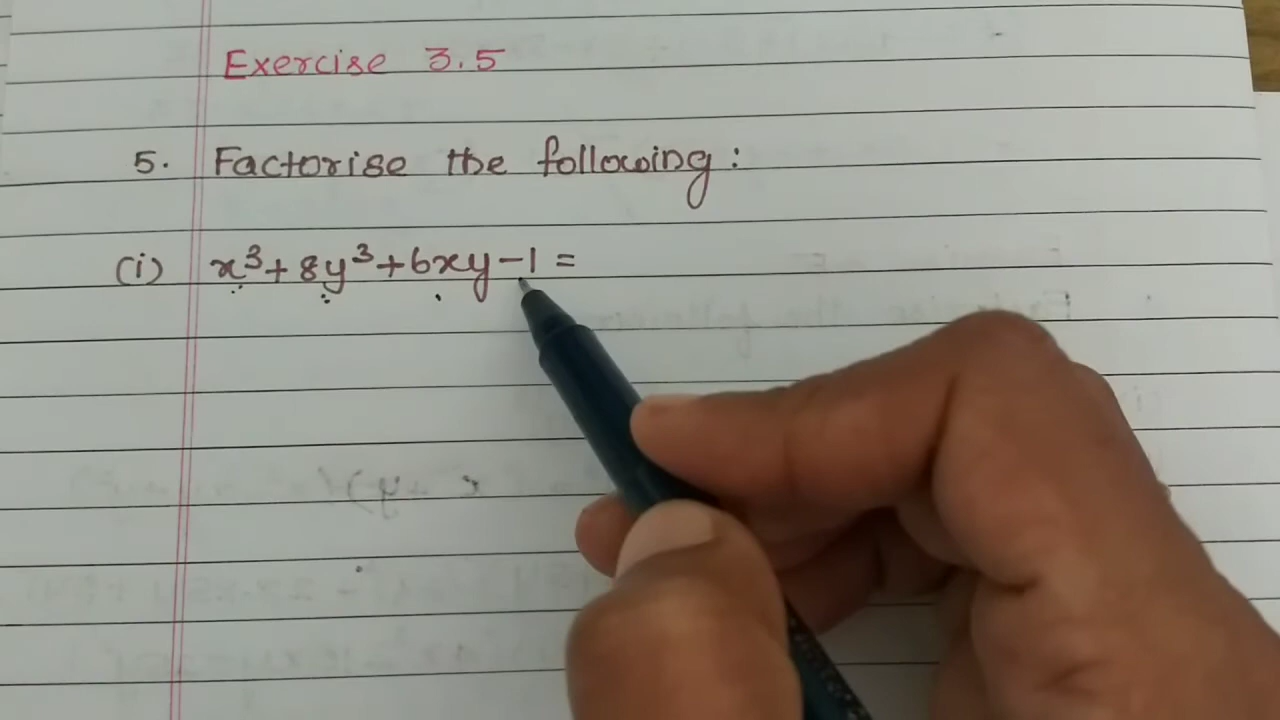 Exercise 3.5
5. Factorise the following:
(i) x³ + 8y³ + 6xy - 1 =